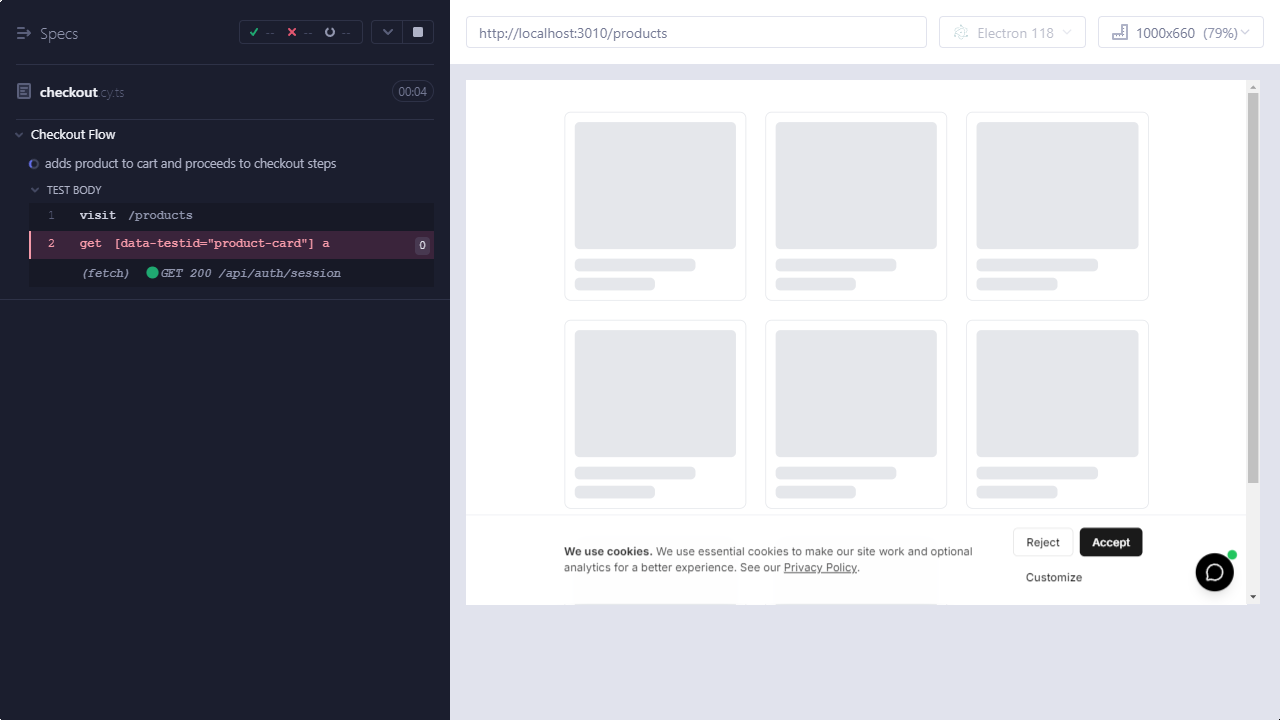 Specs
-- -- --
checkout.cy.ts
00:04
Checkout Flow
adds product to cart and proceeds to checkout steps
TEST BODY
1 visit /products
2 get [data-testid="product-card"] a 0
(fetch) GET 200 /api/auth/session
http://localhost:3010/products
Electron 118
1000x660 (79%)
We use cookies. We use essential cookies to make our site work and optional
analytics for a better experience. See our Privacy Policy.
Reject
Accept
Customize